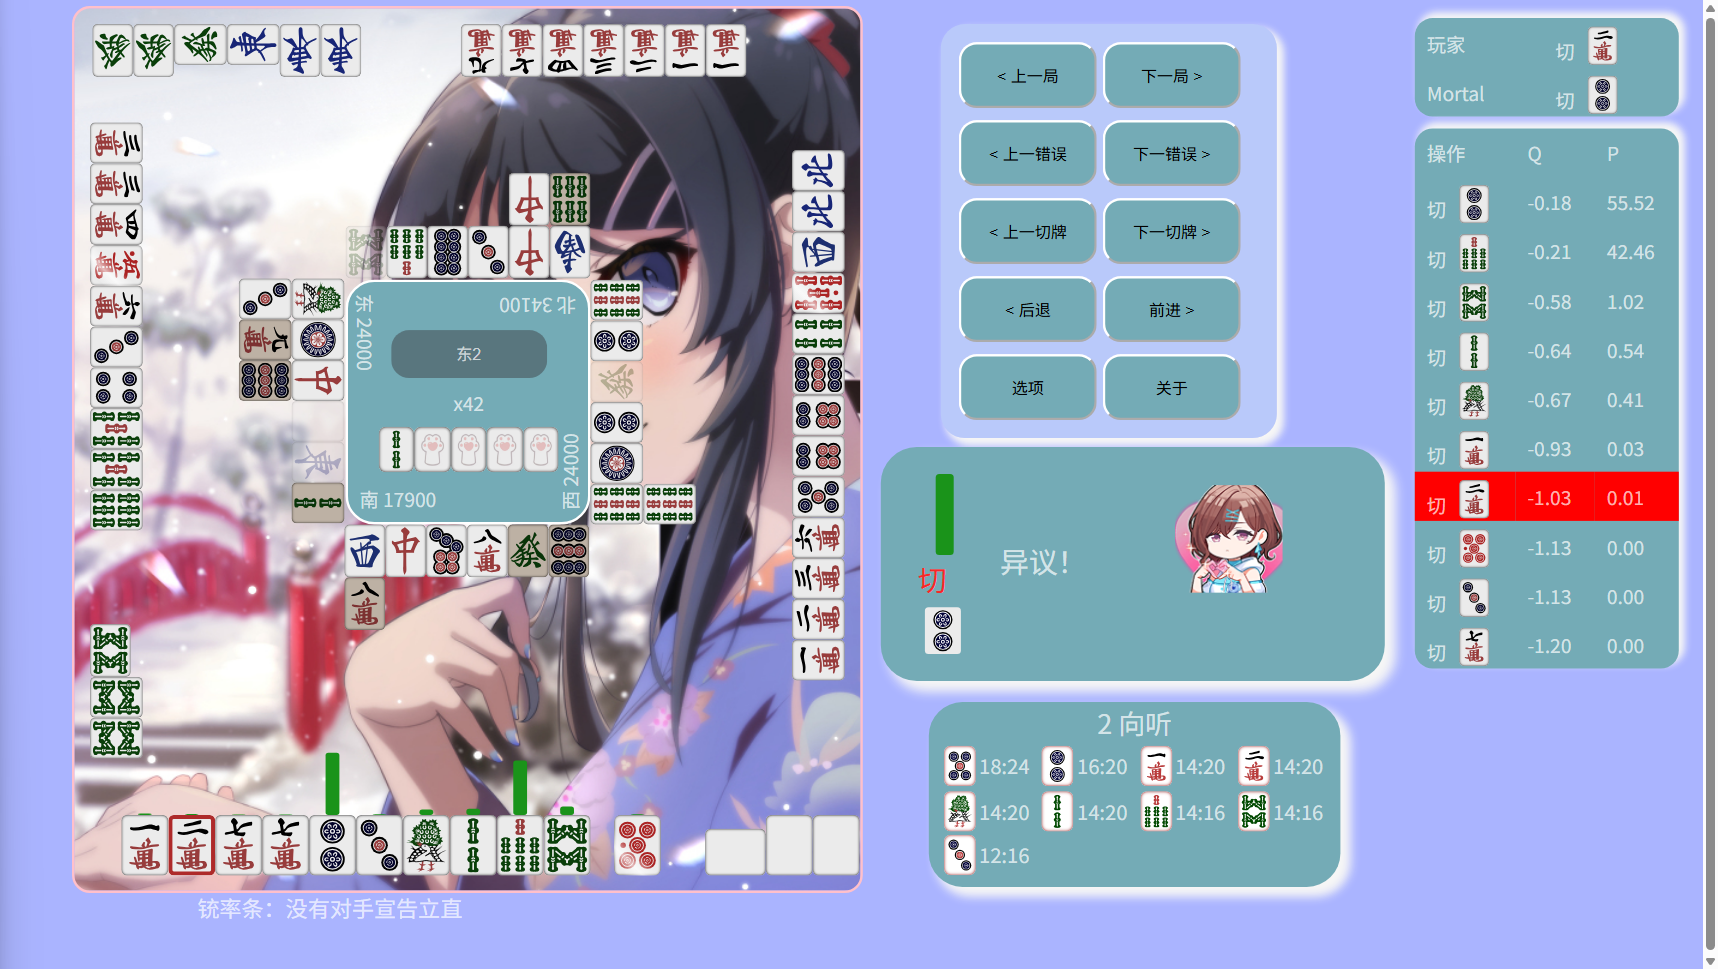 东 24000
北 34100
东2
x42
南 17900
西 24000
铳率条：没有对手宣告立直
< 上一局
下一局 >
< 上一错误
下一错误 >
< 上一切牌
下一切牌 >
< 后退
前进 >
选项
关于
切
异议！
2 向听
18:24
16:20
14:20
14:20
14:20
14:20
14:16
14:16
12:16
玩家 切
Mortal 切
操作 Q P
切 -0.18 55.52
切 -0.21 42.46
切 -0.58 1.02
切 -0.64 0.54
切 -0.67 0.41
切 -0.93 0.03
切 -1.03 0.01
切 -1.13 0.00
切 -1.13 0.00
切 -1.20 0.00